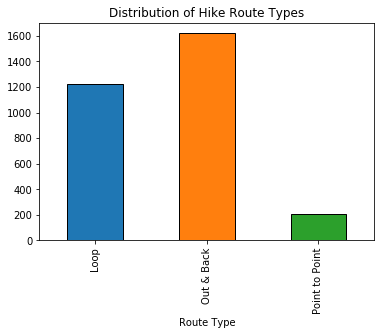 Distribution of Hike Route Types
1600
1400
1200
1000
800
600
400
200
0
Loop
Out & Back
Point to Point
Route Type